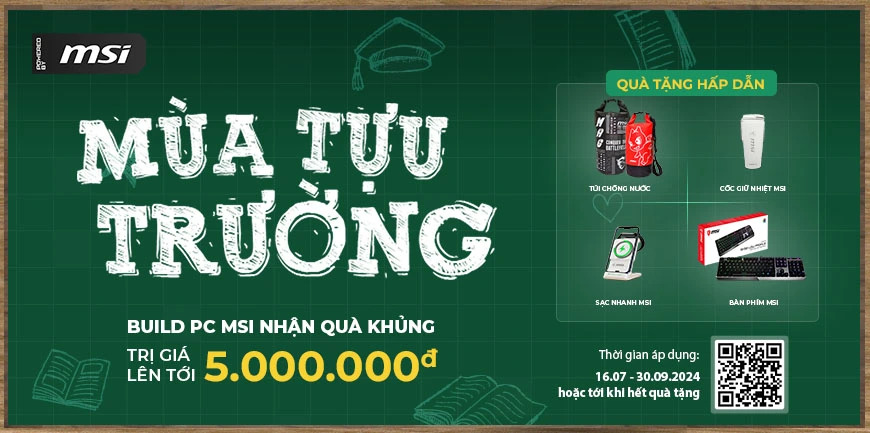 POWERED BY
msi
MÙA TỰU
TRƯỜNG
BUILD PC MSI NHẬN QUÀ KHỦNG
TRỊ GIÁ
LÊN TỚI
5.000.000đ
QUÀ TẶNG HẤP DẪN
TÚI CHỐNG NƯỚC
CỐC GIỮ NHIỆT MSI
SẠC NHANH MSI
BÀN PHÍM MSI
Thời gian áp dụng:
16.07 - 30.09.2024
hoặc tới khi hết quà tặng